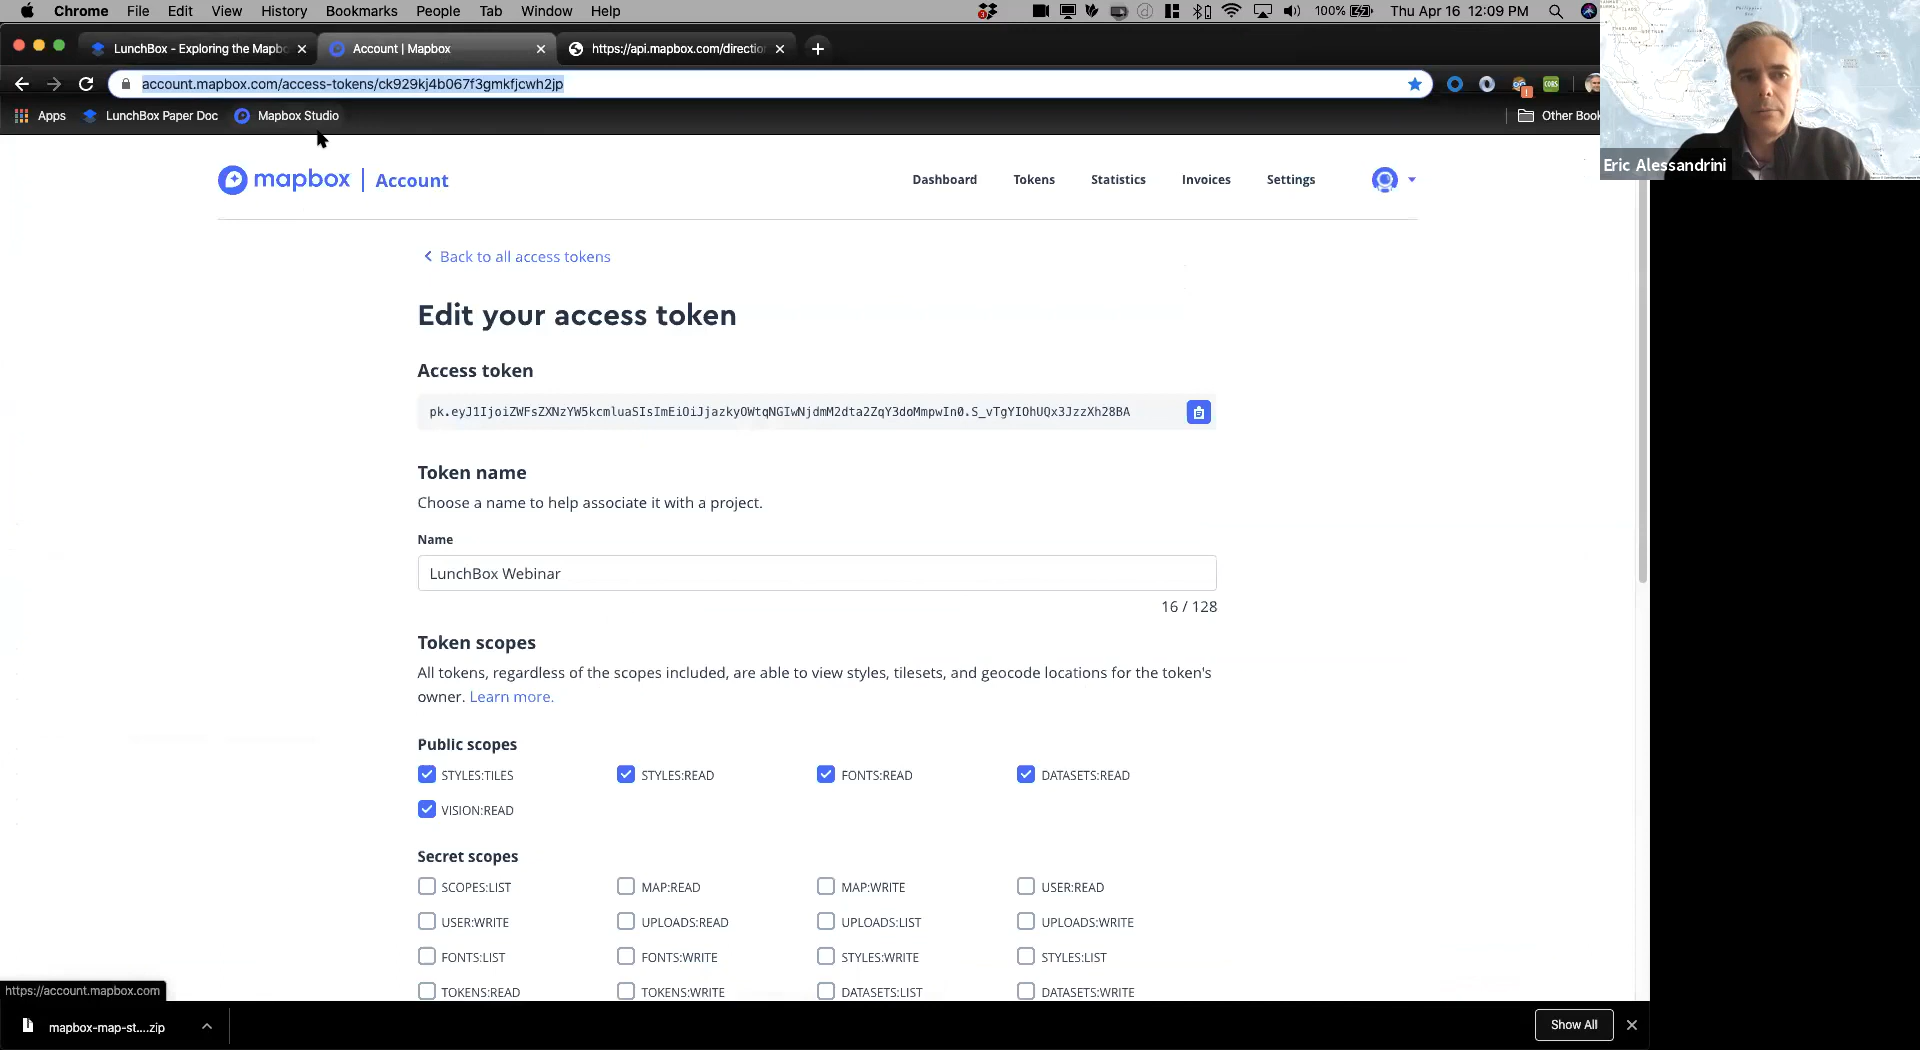 Chrome File Edit View History Bookmarks People Tab Window Help 100% Thu Apr 16 12:09 PM
LunchBox - Exploring the Mapb Account | Mapbox https://api.mapbox.com/direction
account.mapbox.com/access-tokens/ck929kj4b067f3gmkfjcwh2jp
Apps LunchBox Paper Doc Mapbox Studio Other Book
Eric Alessandrini
mapbox | Account Dashboard Tokens Statistics Invoices Settings
Back to all access tokens
Edit your access token
Access token
pk.eyJ1IjoiZWFsZXNzYW5kcmluaSIsImEiOiJjazkyOWtqNGIwNjdmM2dta2ZqY3doMmpwIn0.S_vTgYIOhUQx3JzzXh28BA
Token name
Choose a name to help associate it with a project.
Name
LunchBox Webinar
16 / 128
Token scopes
All tokens, regardless of the scopes included, are able to view styles, tilesets, and geocode locations for the token's
owner. Learn more.
Public scopes
STYLES:TILES STYLES:READ FONTS:READ DATASETS:READ
VISION:READ
Secret scopes
SCOPES:LIST MAP:READ MAP:WRITE USER:READ
USER:WRITE UPLOADS:READ UPLOADS:LIST UPLOADS:WRITE
FONTS:LIST FONTS:WRITE STYLES:WRITE STYLES:LIST
TOKENS:READ TOKENS:WRITE DATASETS:LIST DATASETS:WRITE
https://account.mapbox.com
mapbox-map-st....zip Show All